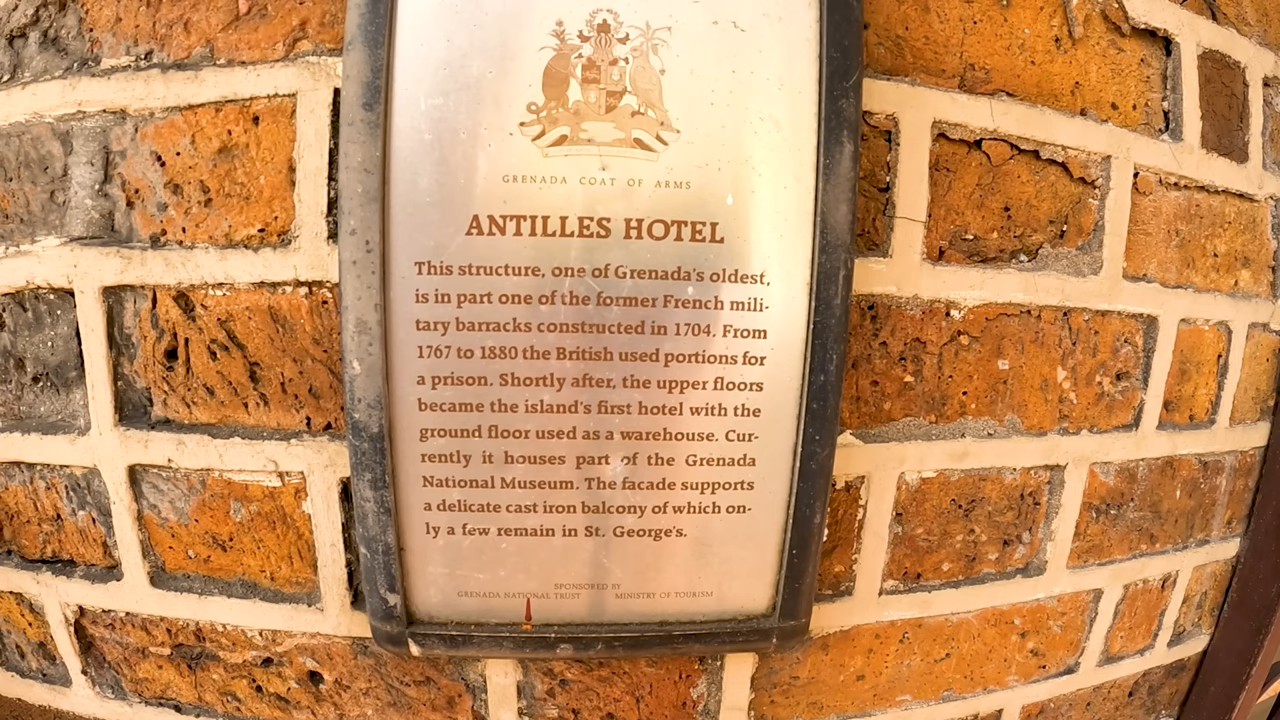 GRENADA COAT OF ARMS
ANTILLES HOTEL
This structure, one of Grenada's oldest,
is in part one of the former French mili-
tary barracks constructed in 1704. From
1767 to 1880 the British used portions for
a prison. Shortly after, the upper floors
became the island's first hotel with the
ground floor used as a warehouse. Cur-
rently it houses part of the Grenada
National Museum. The facade supports
a delicate cast iron balcony of which on-
ly a few remain in St. George's.
SPONSORED BY
GRENADA NATIONAL TRUST MINISTRY OF TOURISM